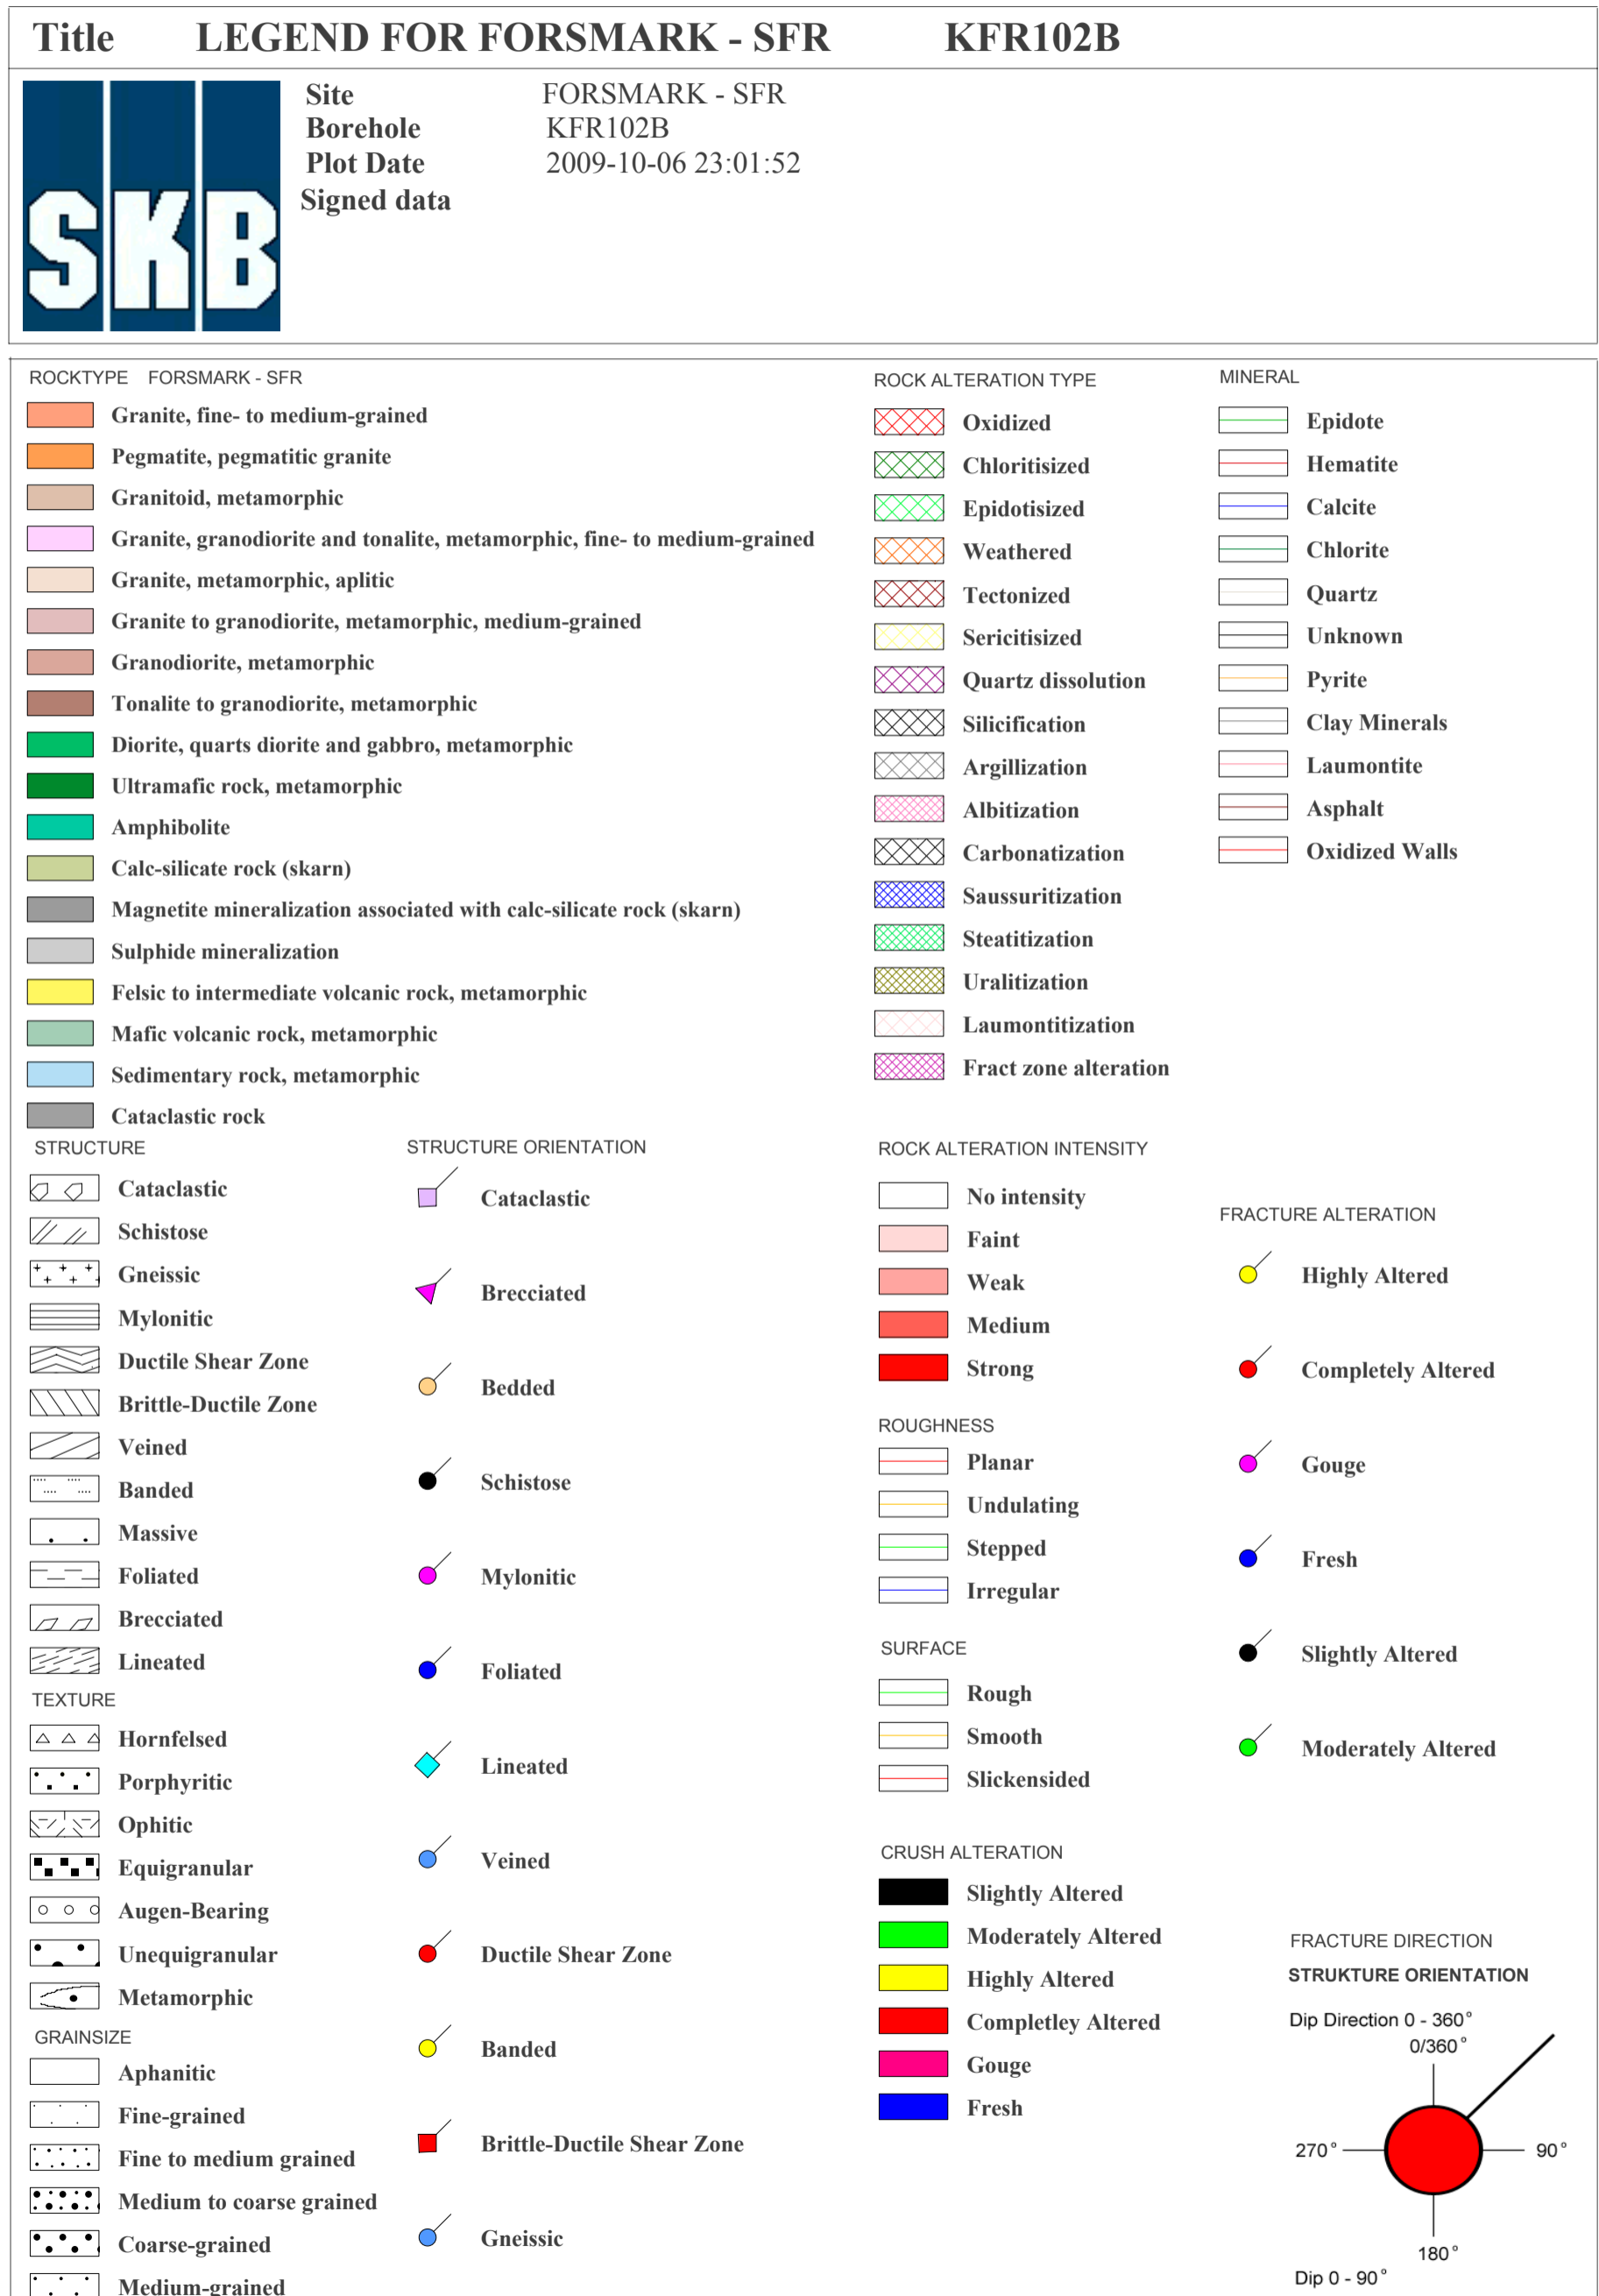 Title LEGEND FOR FORSMARK - SFR KFR102B
SKB
Site FORSMARK - SFR
Borehole KFR102B
Plot Date 2009-10-06 23:01:52
Signed data
ROCKTYPE FORSMARK - SFR
Granite, fine- to medium-grained
Pegmatite, pegmatitic granite
Granitoid, metamorphic
Granite, granodiorite and tonalite, metamorphic, fine- to medium-grained
Granite, metamorphic, aplitic
Granite to granodiorite, metamorphic, medium-grained
Granodiorite, metamorphic
Tonalite to granodiorite, metamorphic
Diorite, quarts diorite and gabbro, metamorphic
Ultramafic rock, metamorphic
Amphibolite
Calc-silicate rock (skarn)
Magnetite mineralization associated with calc-silicate rock (skarn)
Sulphide mineralization
Felsic to intermediate volcanic rock, metamorphic
Mafic volcanic rock, metamorphic
Sedimentary rock, metamorphic
Cataclastic rock
STRUCTURE
Cataclastic
Schistose
Gneissic
Mylonitic
Ductile Shear Zone
Brittle-Ductile Zone
Veined
Banded
Massive
Foliated
Brecciated
Lineated
TEXTURE
Hornfelsed
Porphyritic
Ophitic
Equigranular
Augen-Bearing
Unequigranular
Metamorphic
GRAINSIZE
Aphanitic
Fine-grained
Fine to medium grained
Medium to coarse grained
Coarse-grained
Medium-grained
STRUCTURE ORIENTATION
Cataclastic
Brecciated
Bedded
Schistose
Mylonitic
Foliated
Lineated
Veined
Ductile Shear Zone
Banded
Brittle-Ductile Shear Zone
Gneissic
ROCK ALTERATION TYPE
Oxidized
Chloritisized
Epidotisized
Weathered
Tectonized
Sericitisized
Quartz dissolution
Silicification
Argillization
Albitization
Carbonatization
Saussuritization
Steatitization
Uralitization
Laumontitization
Fract zone alteration
MINERAL
Epidote
Hematite
Calcite
Chlorite
Quartz
Unknown
Pyrite
Clay Minerals
Laumontite
Asphalt
Oxidized Walls
ROCK ALTERATION INTENSITY
No intensity
Faint
Weak
Medium
Strong
ROUGHNESS
Planar
Undulating
Stepped
Irregular
SURFACE
Rough
Smooth
Slickensided
CRUSH ALTERATION
Slightly Altered
Moderately Altered
Highly Altered
Completley Altered
Gouge
Fresh
FRACTURE ALTERATION
Highly Altered
Completely Altered
Gouge
Fresh
Slightly Altered
Moderately Altered
FRACTURE DIRECTION
STRUKTURE ORIENTATION
Dip Direction 0 - 360°
0/360°
270° 90°
180°
Dip 0 - 90°